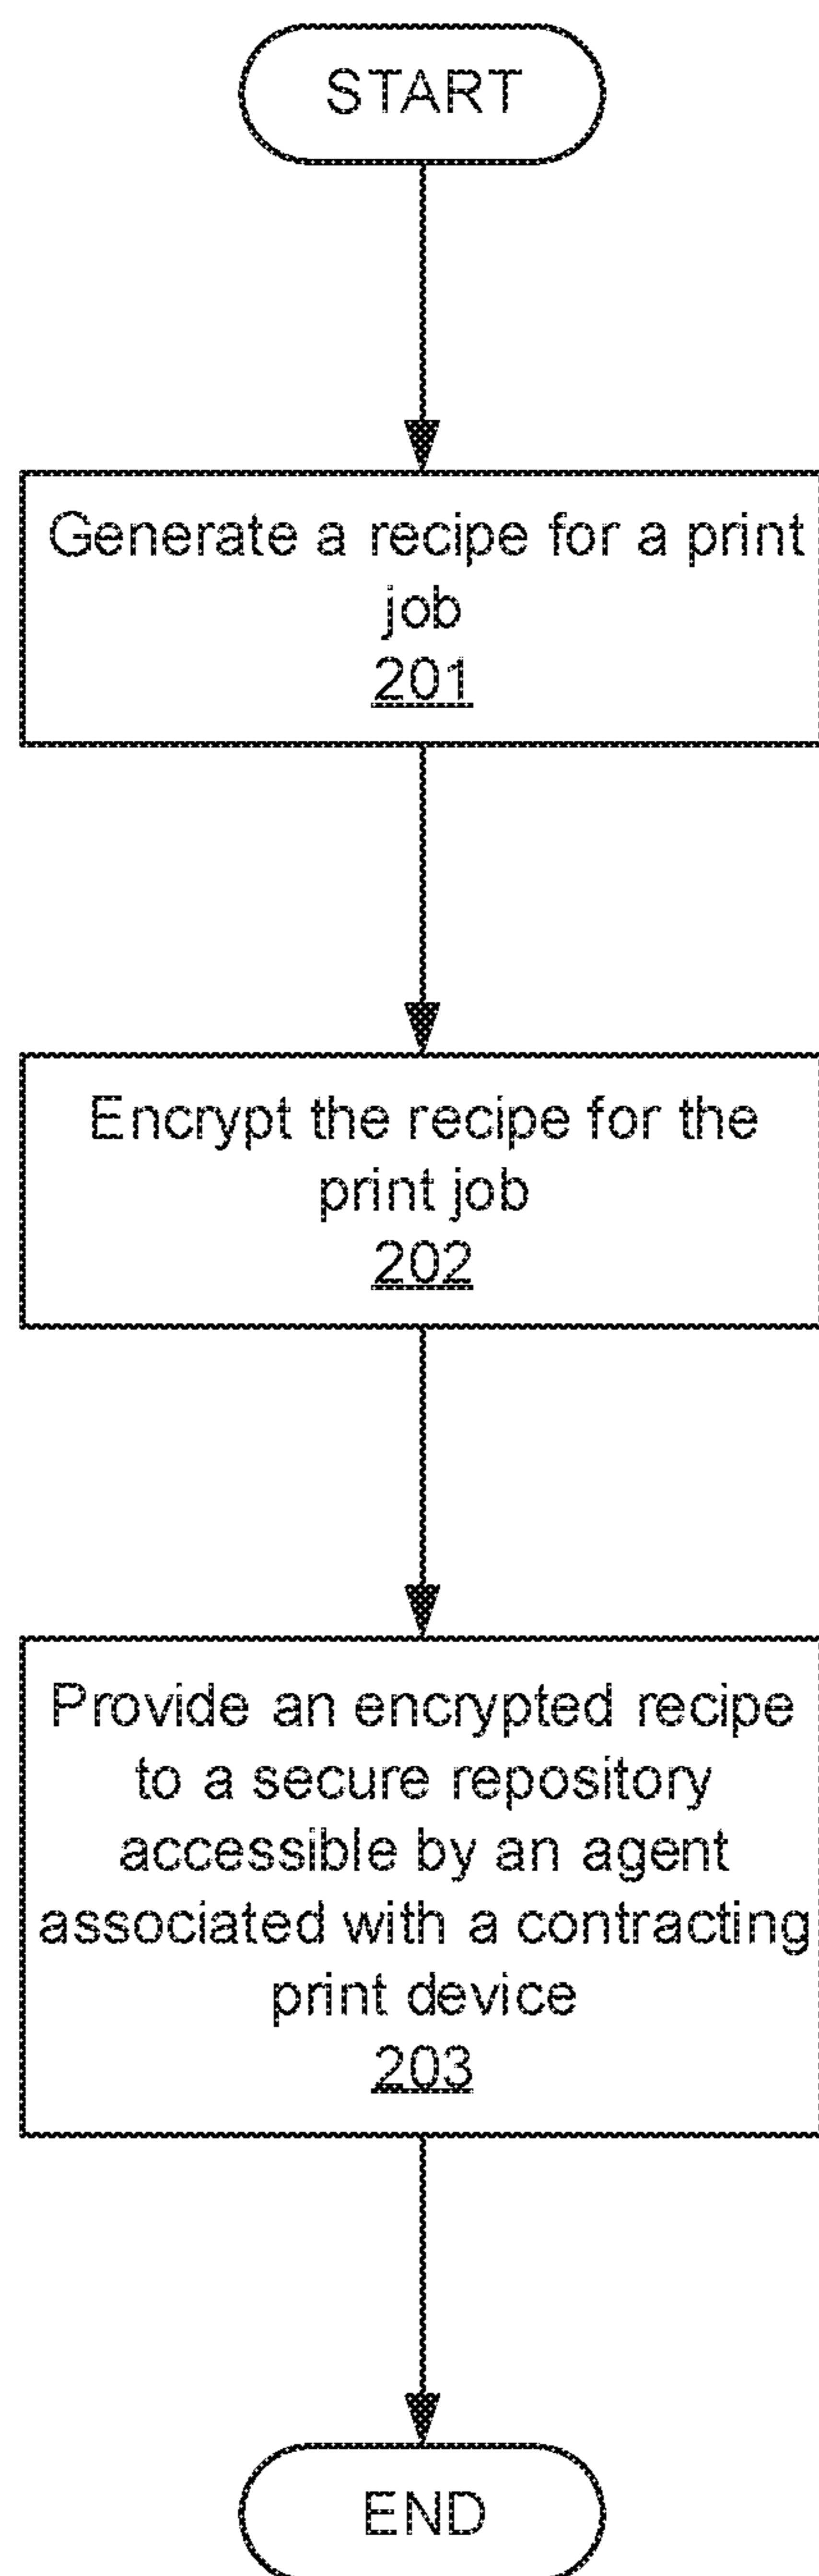 START
Generate a recipe for a print
job
201
Encrypt the recipe for the
print job
202
Provide an encrypted recipe
to a secure repository
accessible by an agent
associated with a contracting
print device
203
END